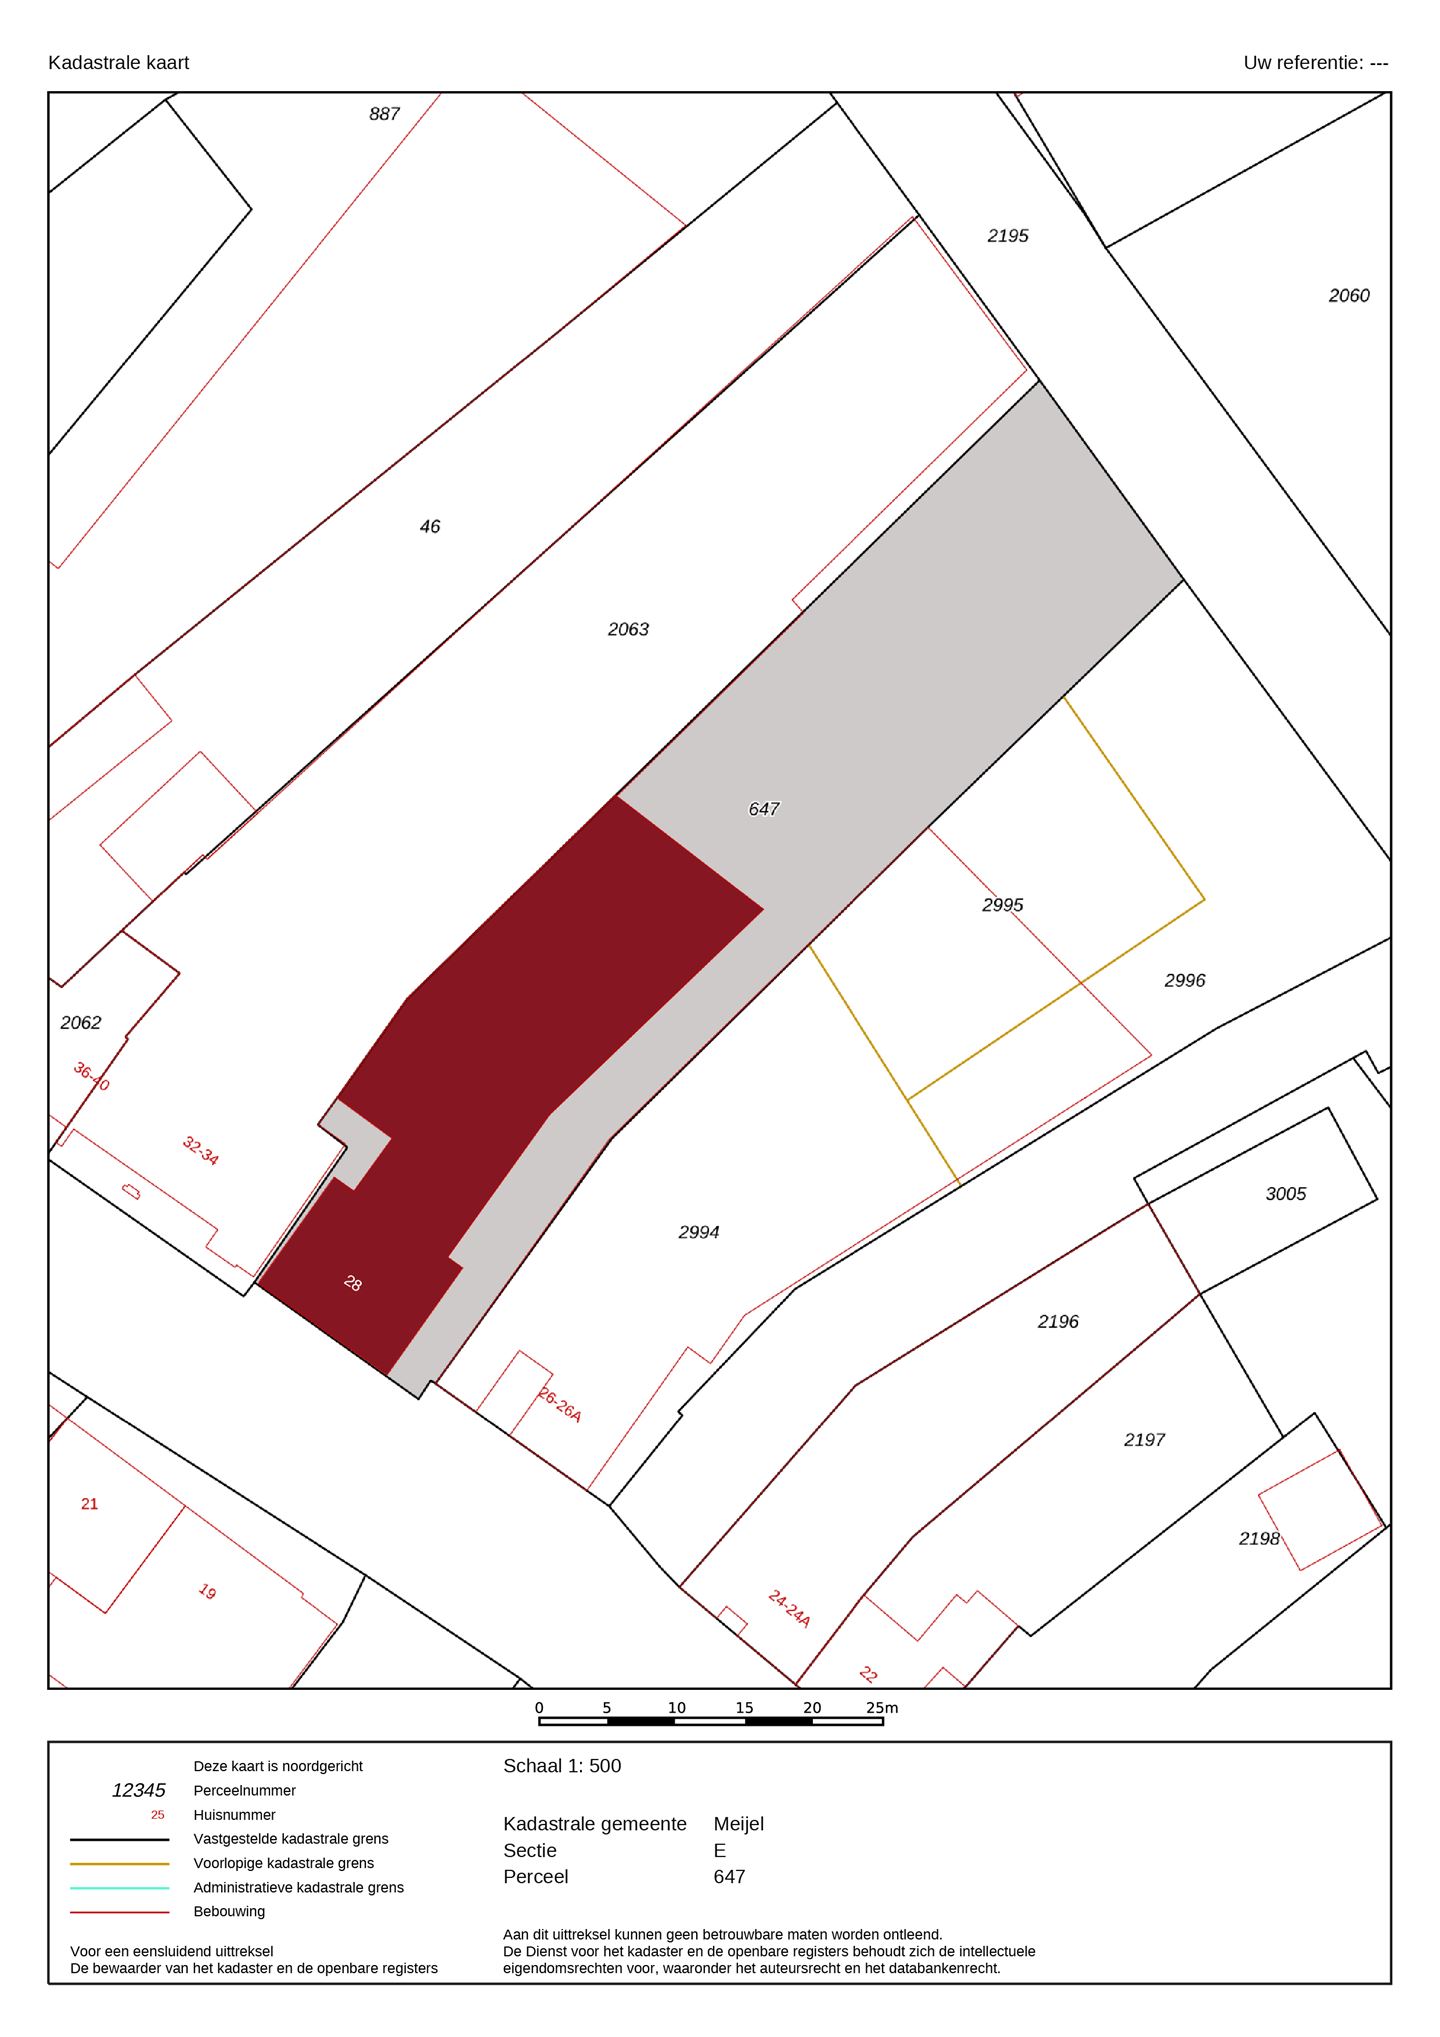 Kadastrale kaart
Uw referentie: ---
887
2195
2060
46
2063
647
2995
2996
2062
36-40
32-34
3005
2994
28
2196
26-26A
2197
21
2198
19
24-24A
22
0 5 10 15 20 25m
Deze kaart is noordgericht
12345 Perceelnummer
25 Huisnummer
Vastgestelde kadastrale grens
Voorlopige kadastrale grens
Administratieve kadastrale grens
Bebouwing
Voor een eensluidend uittreksel
De bewaarder van het kadaster en de openbare registers
Schaal 1: 500
Kadastrale gemeente Meijel
Sectie E
Perceel 647
Aan dit uittreksel kunnen geen betrouwbare maten worden ontleend.
De Dienst voor het kadaster en de openbare registers behoudt zich de intellectuele
eigendomsrechten voor, waaronder het auteursrecht en het databankenrecht.